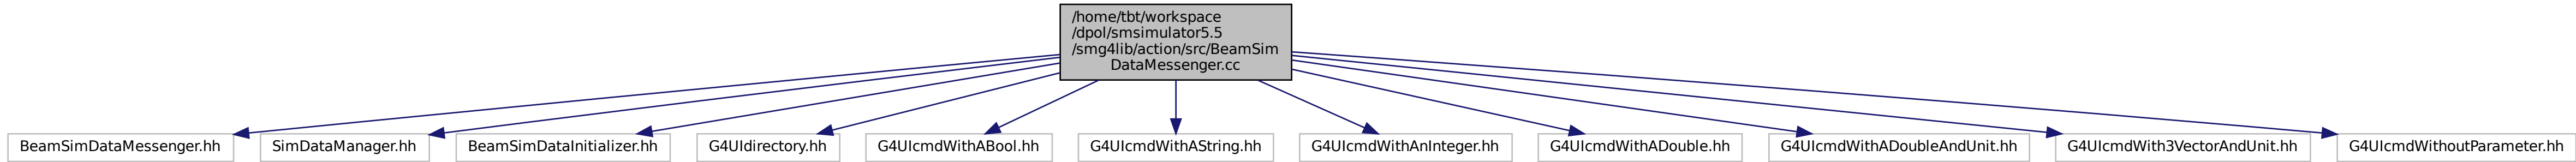 /home/tbt/workspace
/dpol/smsimulator5.5
/smg4lib/action/src/BeamSim
DataMessenger.cc
BeamSimDataMessenger.hh
SimDataManager.hh
BeamSimDataInitializer.hh
G4UIdirectory.hh
G4UIcmdWithABool.hh
G4UIcmdWithAString.hh
G4UIcmdWithAnInteger.hh
G4UIcmdWithADouble.hh
G4UIcmdWithADoubleAndUnit.hh
G4UIcmdWith3VectorAndUnit.hh
G4UIcmdWithoutParameter.hh